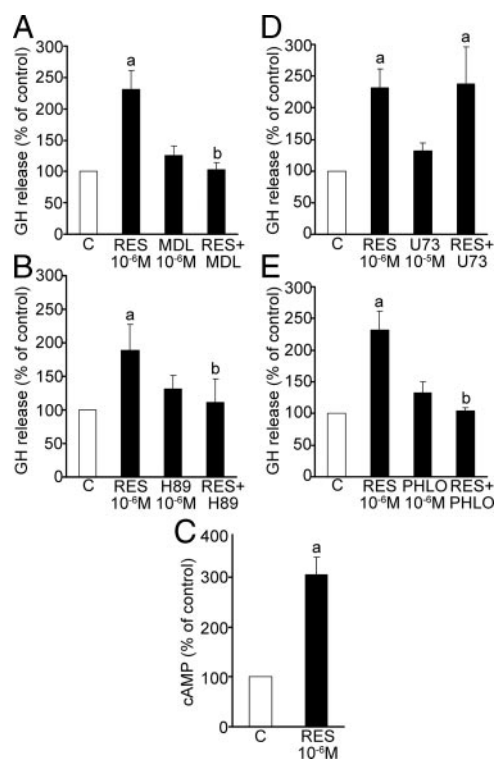 A
GH release (% of control)
300
250
200
150
100
50
0
a
b
C
RES
10⁻⁶M
MDL
10⁻⁶M
RES+
MDL
D
GH release (% of control)
300
250
200
150
100
50
0
a
a
C
RES
10⁻⁶M
U73
10⁻⁵M
RES+
U73
B
GH release (% of control)
300
250
200
150
100
50
0
a
b
C
RES
10⁻⁶M
H89
10⁻⁶M
RES+
H89
E
GH release (% of control)
300
250
200
150
100
50
0
a
b
C
RES
10⁻⁶M
PHLO
10⁻⁶M
RES+
PHLO
C
cAMP (% of control)
400
300
200
100
0
a
C
RES
10⁻⁶M